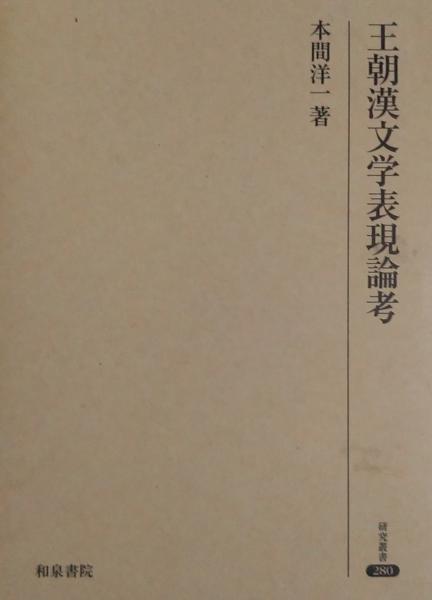 王朝漢文学表現論考
本間洋一著
研究叢書
280
和泉書院